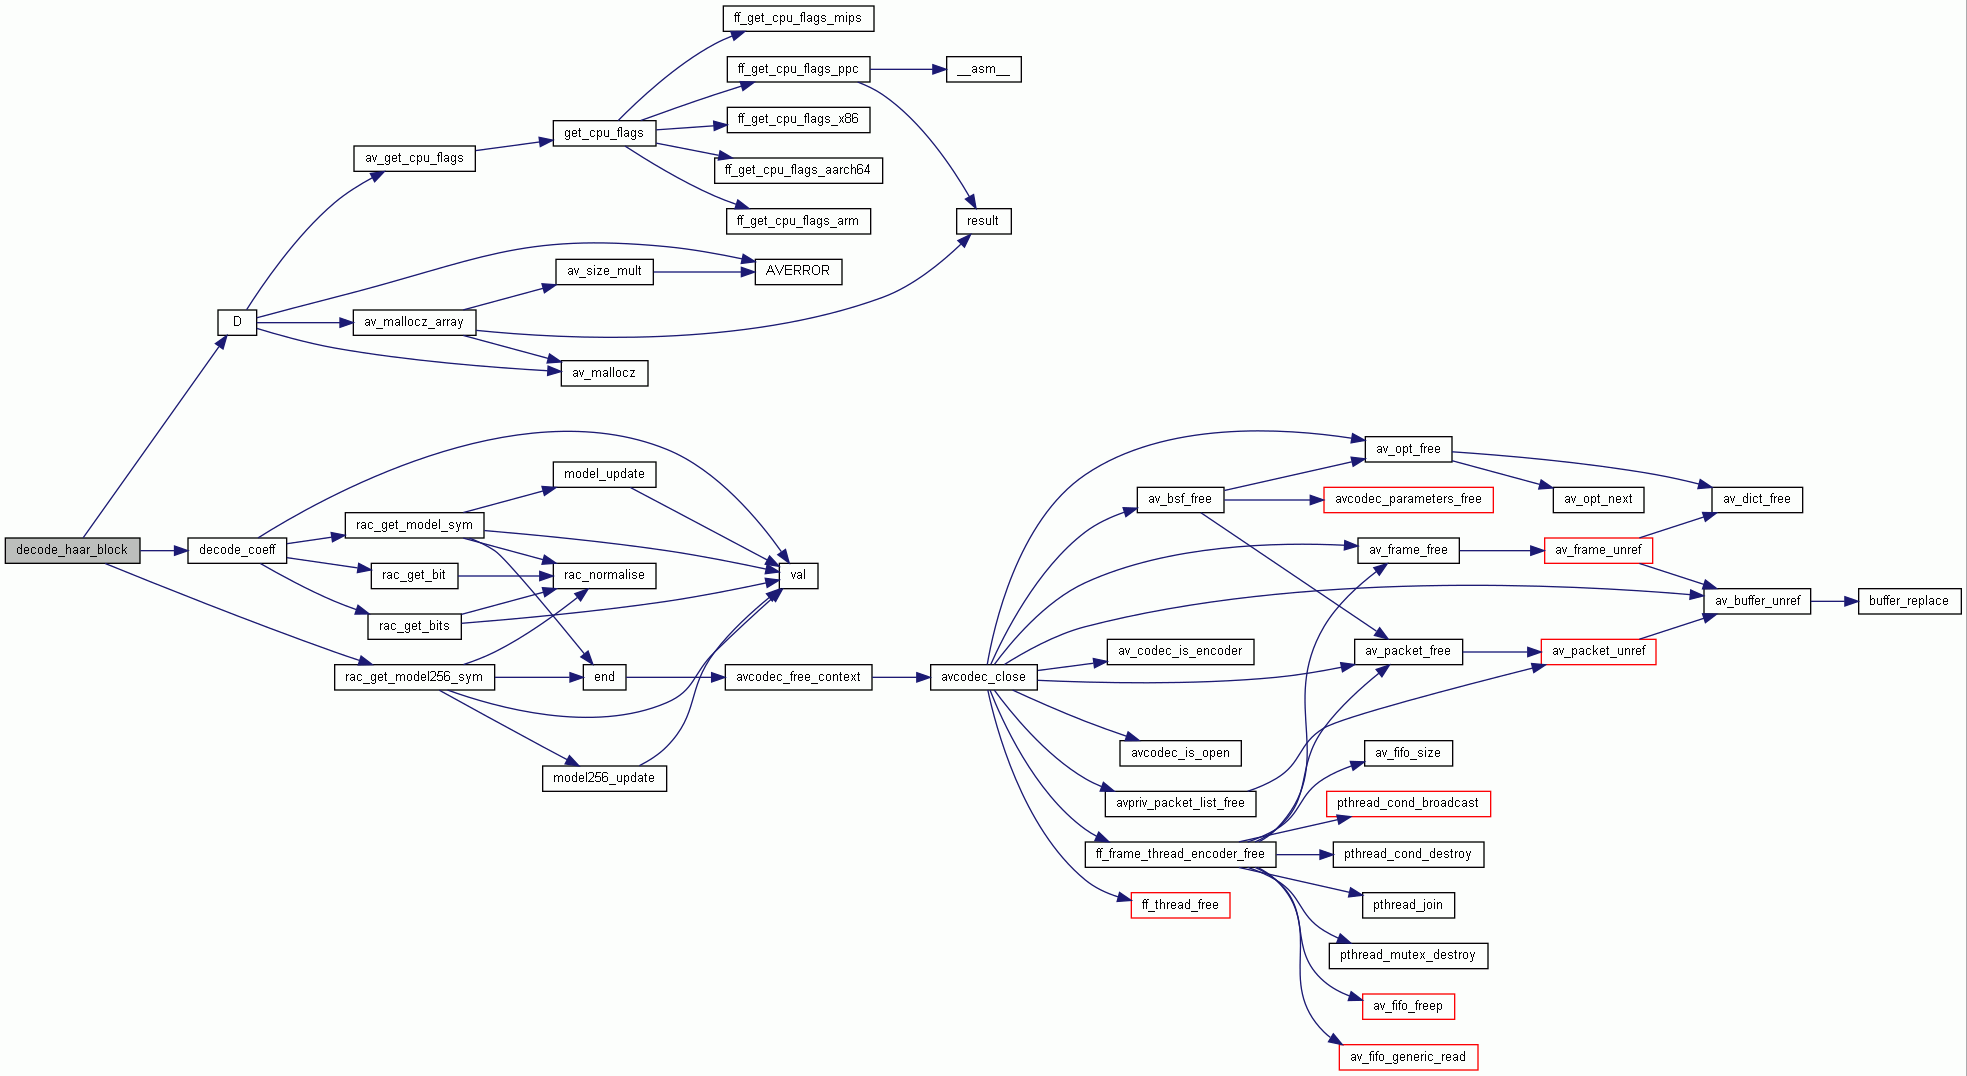 ff_get_cpu_flags_mips
ff_get_cpu_flags_ppc
__asm__
ff_get_cpu_flags_x86
get_cpu_flags
av_get_cpu_flags
ff_get_cpu_flags_aarch64
ff_get_cpu_flags_arm
result
av_size_mult
AVERROR
D
av_mallocz_array
av_mallocz
av_opt_free
model_update
av_bsf_free
avcodec_parameters_free
av_opt_next
av_dict_free
rac_get_model_sym
decode_haar_block
decode_coeff
av_frame_free
av_frame_unref
rac_get_bit
rac_normalise
val
av_buffer_unref
buffer_replace
rac_get_bits
av_codec_is_encoder
av_packet_free
av_packet_unref
rac_get_model256_sym
end
avcodec_free_context
avcodec_close
avcodec_is_open
av_fifo_size
model256_update
avpriv_packet_list_free
pthread_cond_broadcast
ff_frame_thread_encoder_free
pthread_cond_destroy
ff_thread_free
pthread_join
pthread_mutex_destroy
av_fifo_freep
av_fifo_generic_read